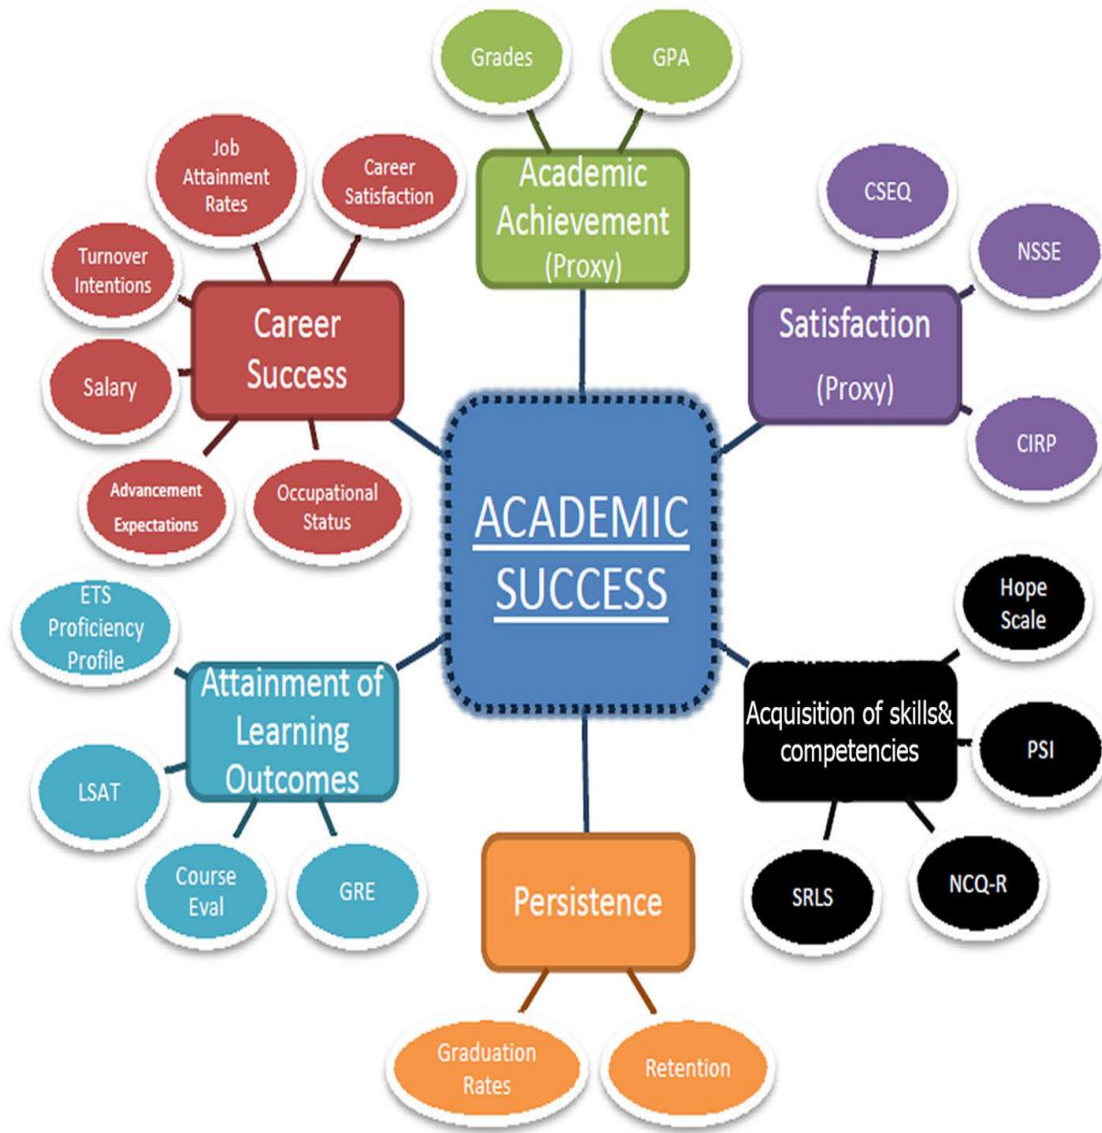 Grades
GPA
Academic
Achievement
(Proxy)
Job
Attainment
Rates
Career
Satisfaction
Turnover
Intentions
Salary
Advancement
Expectations
Occupational
Status
Career
Success
CSEQ
NSSE
CIRP
Satisfaction
(Proxy)
ACADEMIC
SUCCESS
ETS
Proficiency
Profile
LSAT
Course
Eval
GRE
Attainment of
Learning
Outcomes
Hope
Scale
PSI
NCQ-R
SRLS
Acquisition of skills&
competencies
Persistence
Graduation
Rates
Retention